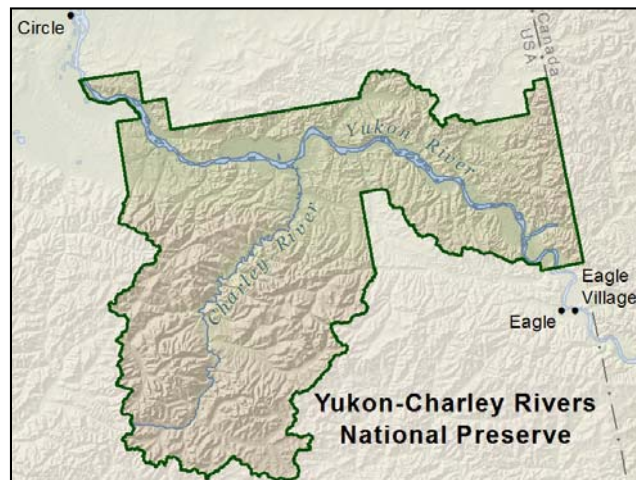 Circle
Canada
USA
Yukon River
Charley River
Eagle
Village
Eagle
Yukon-Charley Rivers
National Preserve